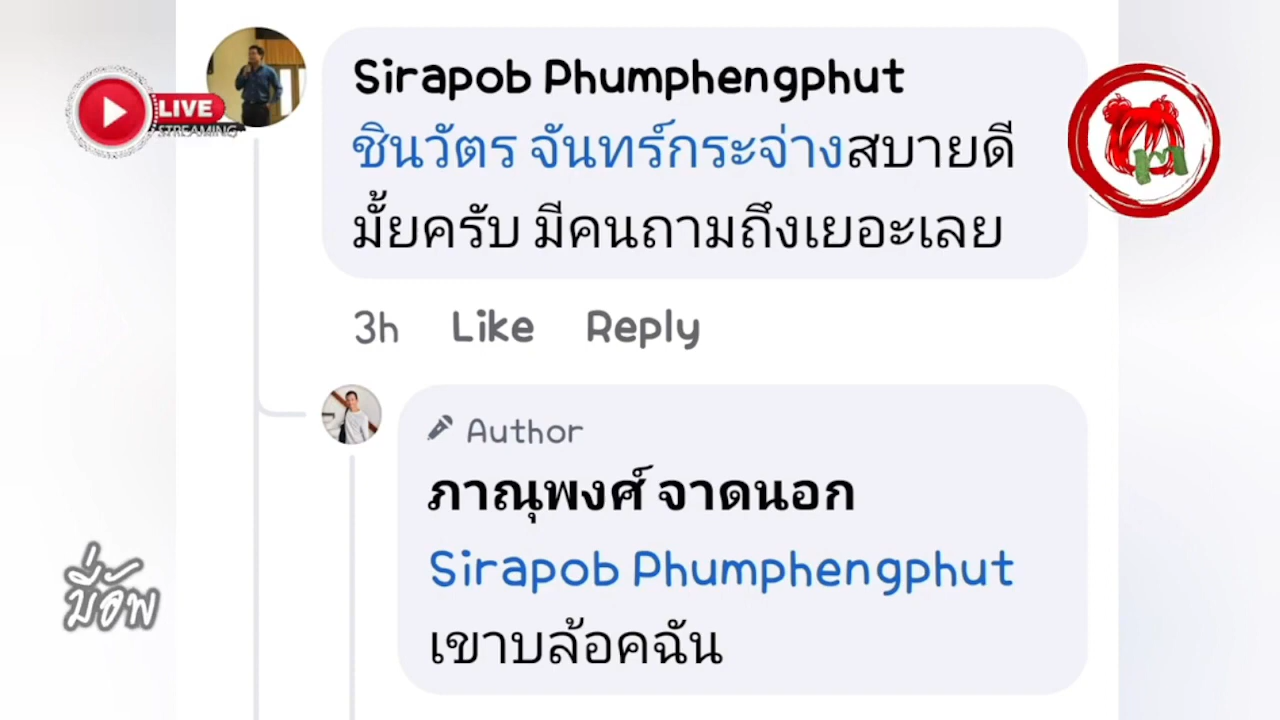 Sirapob Phumphengphut
ชินวัตร จันทร์กระจ่างสบายดี
มั้ยครับ มีคนถามถึงเยอะเลย
LIVE
STREAMING
3h Like Reply
Author
ภาณุพงศ์ จาดนอก
Sirapob Phumphengphut
เขาบล้อคฉัน
บี่อัพ